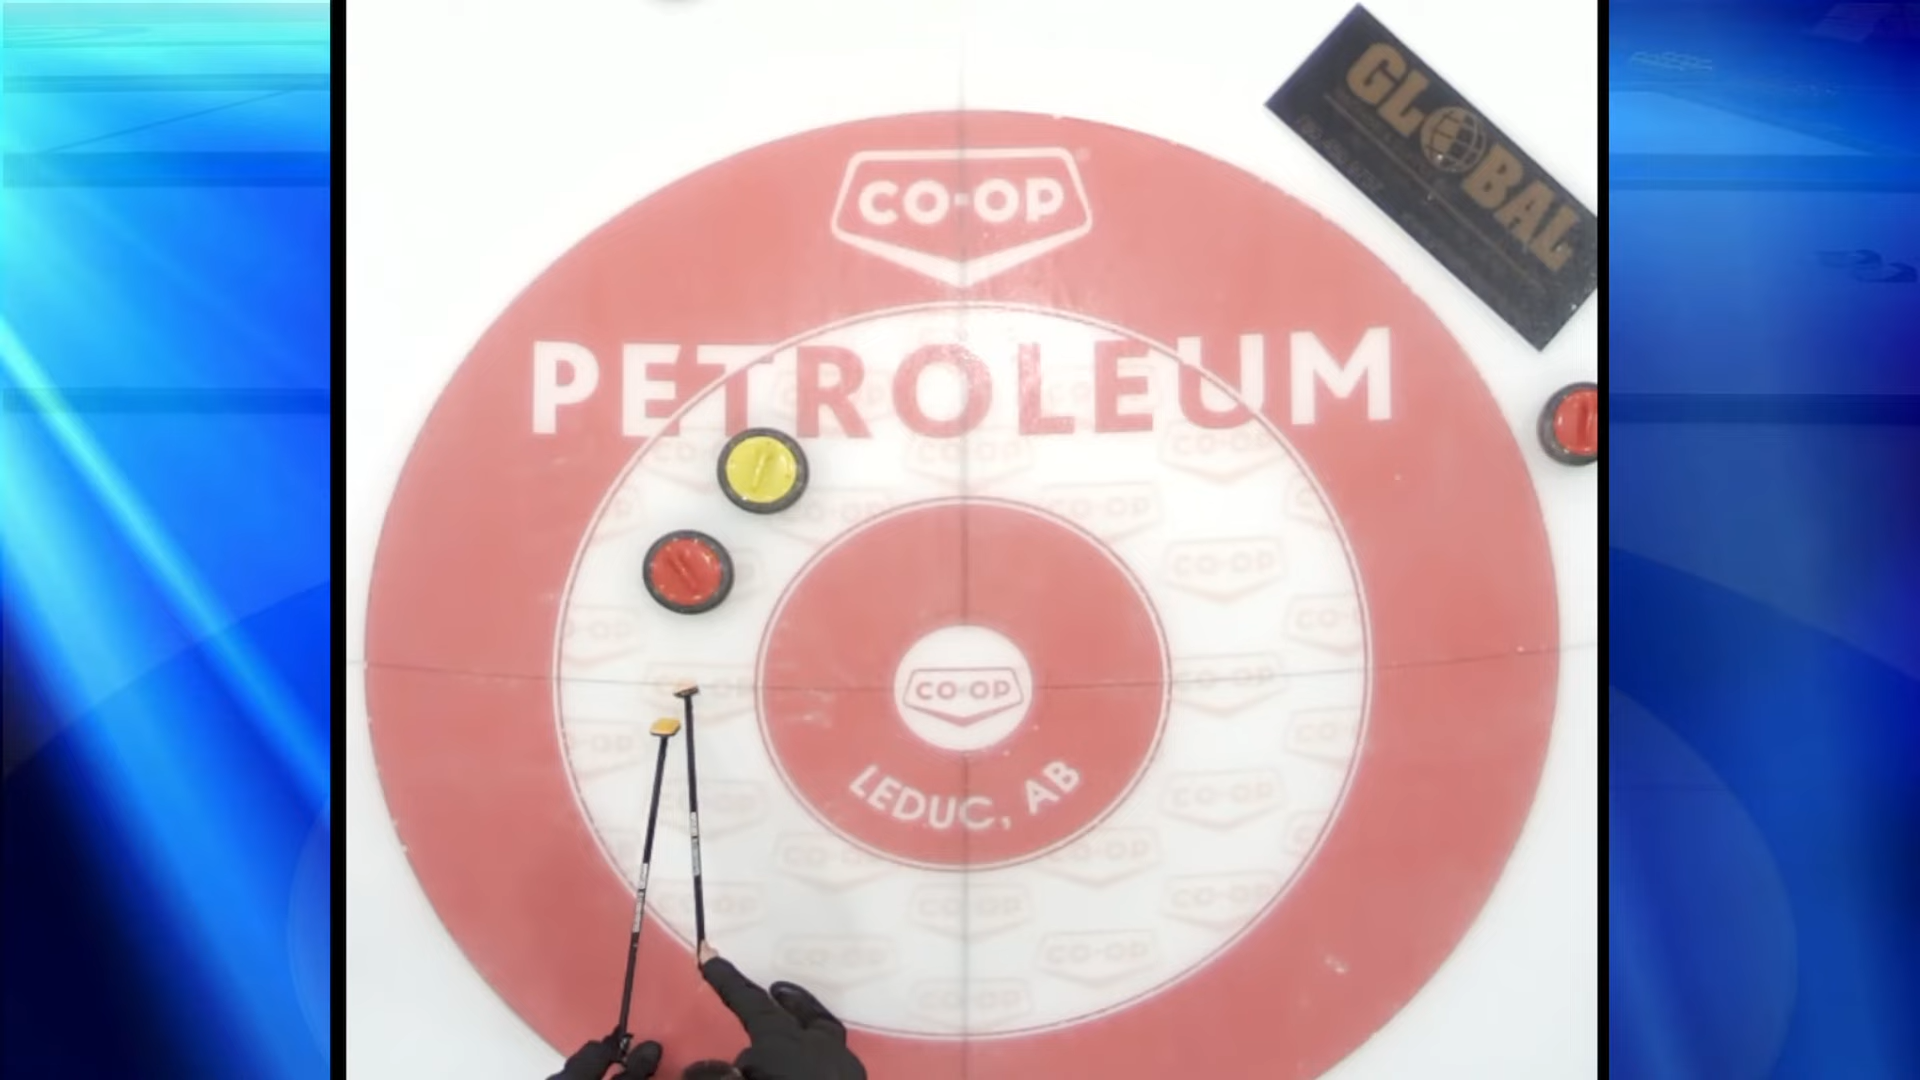 CO-OP
GLOBAL
PETROLEUM
CO-OP
LEDUC, AB